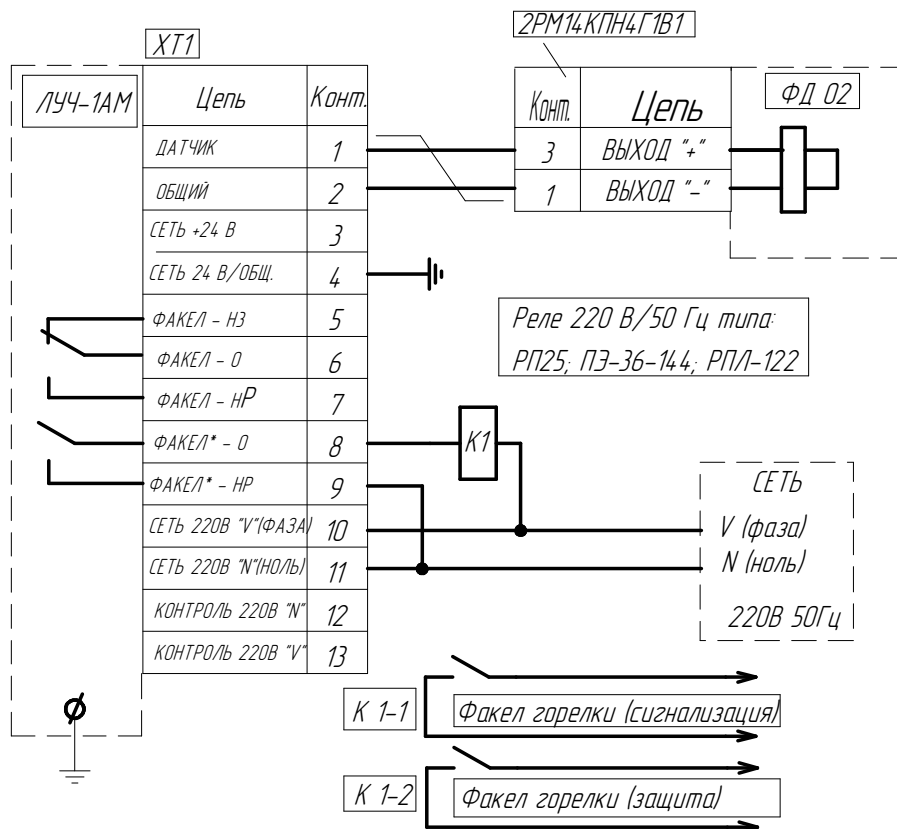 2РМ14КПН4Г1В1
ХТ1
ЛУЧ-1АМ
Цепь Конт.
ДАТЧИК 1
ОБЩИЙ 2
СЕТЬ +24 В 3
СЕТЬ 24 В/ОБЩ. 4
ФАКЕЛ - НЗ 5
ФАКЕЛ - О 6
ФАКЕЛ - НР 7
ФАКЕЛ* - О 8
ФАКЕЛ* - НР 9
СЕТЬ 220В "V"(ФАЗА) 10
СЕТЬ 220В "N"(НОЛЬ) 11
КОНТРОЛЬ 220В "N" 12
КОНТРОЛЬ 220В "V" 13
Конт. Цепь
3 ВЫХОД "+"
1 ВЫХОД "-"
ФД 02
Реле 220 В/50 Гц типа:
РП25; ПЭ-36-144; РПЛ-122
К1
СЕТЬ
V (фаза)
N (ноль)
220В 50Гц
К 1-1
Факел горелки (сигнализация)
К 1-2
Факел горелки (защита)